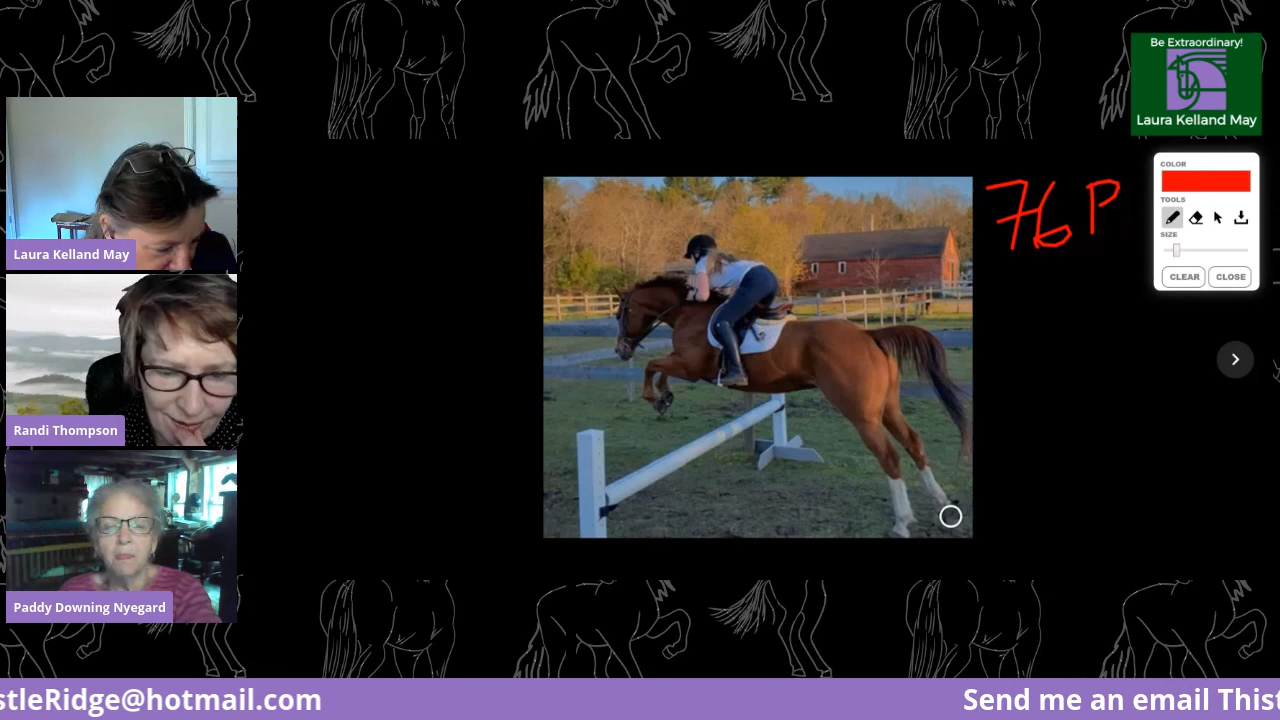 Be Extraordinary!
Laura Kelland May
COLOR
TOOLS
SIZE
CLEAR CLOSE
76 P
Laura Kelland May
Randi Thompson
Paddy Downing Nyegard
stleRidge@hotmail.com
Send me an email Thist